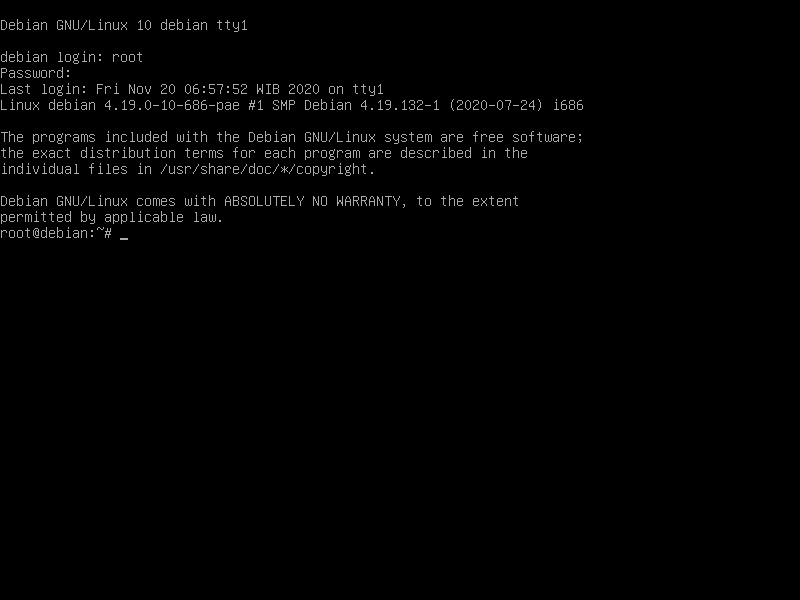 Debian GNU/Linux 10 debian tty1
debian login: root
Password:
Last login: Fri Nov 20 06:57:52 WIB 2020 on tty1
Linux debian 4.19.0-10-686-pae #1 SMP Debian 4.19.132-1 (2020-07-24) i686
The programs included with the Debian GNU/Linux system are free software;
the exact distribution terms for each program are described in the
individual files in /usr/share/doc/*/copyright.
Debian GNU/Linux comes with ABSOLUTELY NO WARRANTY, to the extent
permitted by applicable law.
root@debian:~# _